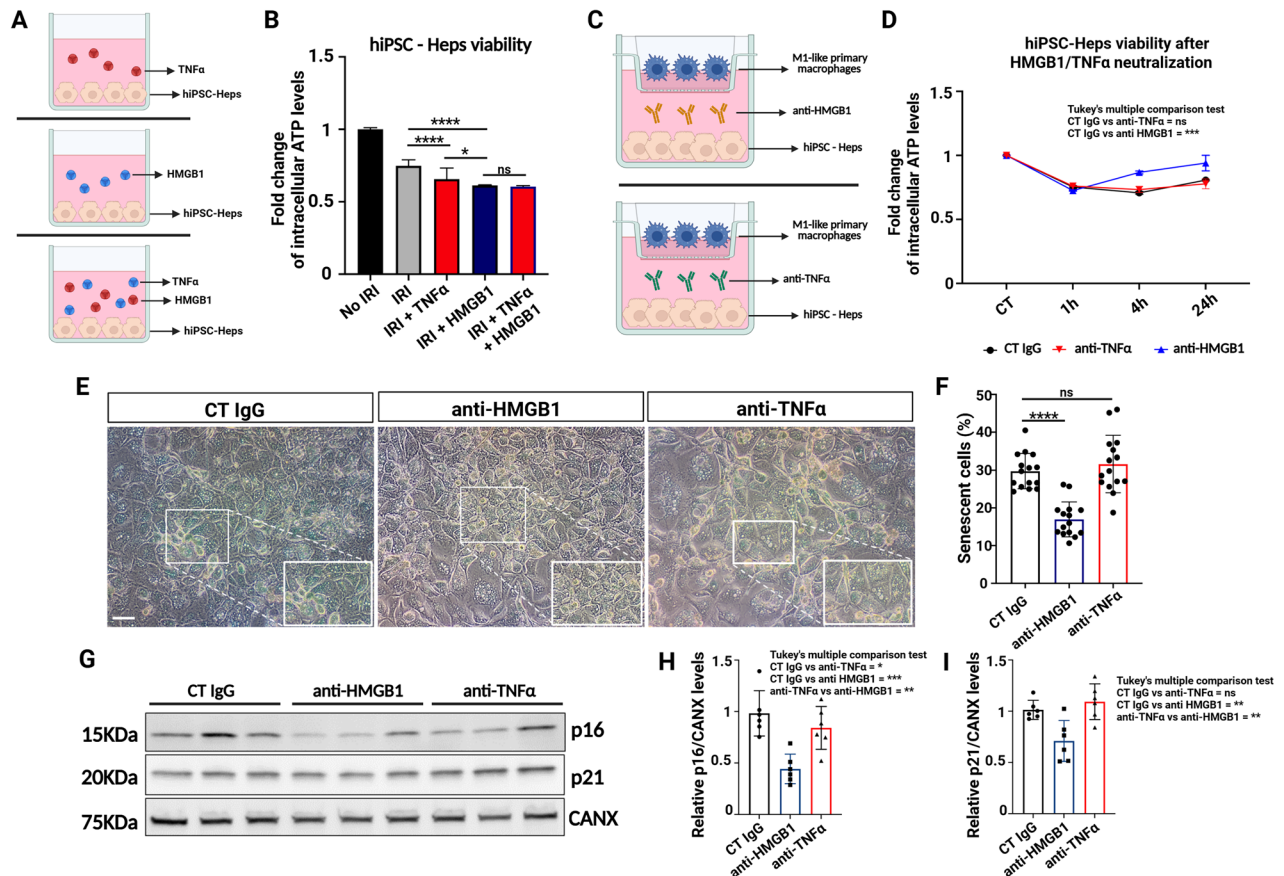 A
TNFα
hiPSC-Heps
HMGB1
hiPSC-Heps
TNFα
HMGB1
hiPSC-Heps
B
hiPSC - Heps viability
Fold change
of intracellular ATP levels
1.5
1
0.5
0
****
****
*
ns
No IRI
IRI
IRI + TNFα
IRI + HMGB1
IRI + TNFα
+ HMGB1
C
M1-like primary
macrophages
anti-HMGB1
hiPSC - Heps
M1-like primary
macrophages
anti-TNFα
hiPSC - Heps
D
hiPSC-Heps viability after
HMGB1/TNFα neutralization
Tukey's multiple comparison test
CT IgG vs anti-TNFα = ns
CT IgG vs anti HMGB1 = ***
Fold change
of intracellular ATP levels
1.5
1
0.5
0
CT
1h
4h
24h
CT IgG
anti-TNFα
anti-HMGB1
E
CT IgG
anti-HMGB1
anti-TNFα
F
Senescent cells (%)
50
40
30
20
10
0
ns
****
CT IgG
anti-HMGB1
anti-TNFα
G
CT IgG
anti-HMGB1
anti-TNFα
15KDa
p16
20KDa
p21
75KDa
CANX
H
Tukey's multiple comparison test
CT IgG vs anti-TNFα = *
CT IgG vs anti HMGB1 = ***
anti-TNFα vs anti-HMGB1 = **
Relative p16/CANX levels
1.5
1
0.5
0
CT IgG
anti-HMGB1
anti-TNFα
I
Tukey's multiple comparison test
CT IgG vs anti-TNFα = ns
CT IgG vs anti HMGB1 = **
anti-TNFα vs anti-HMGB1 = **
Relative p21/CANX levels
1.5
1
0.5
0
CT IgG
anti-HMGB1
anti-TNFα